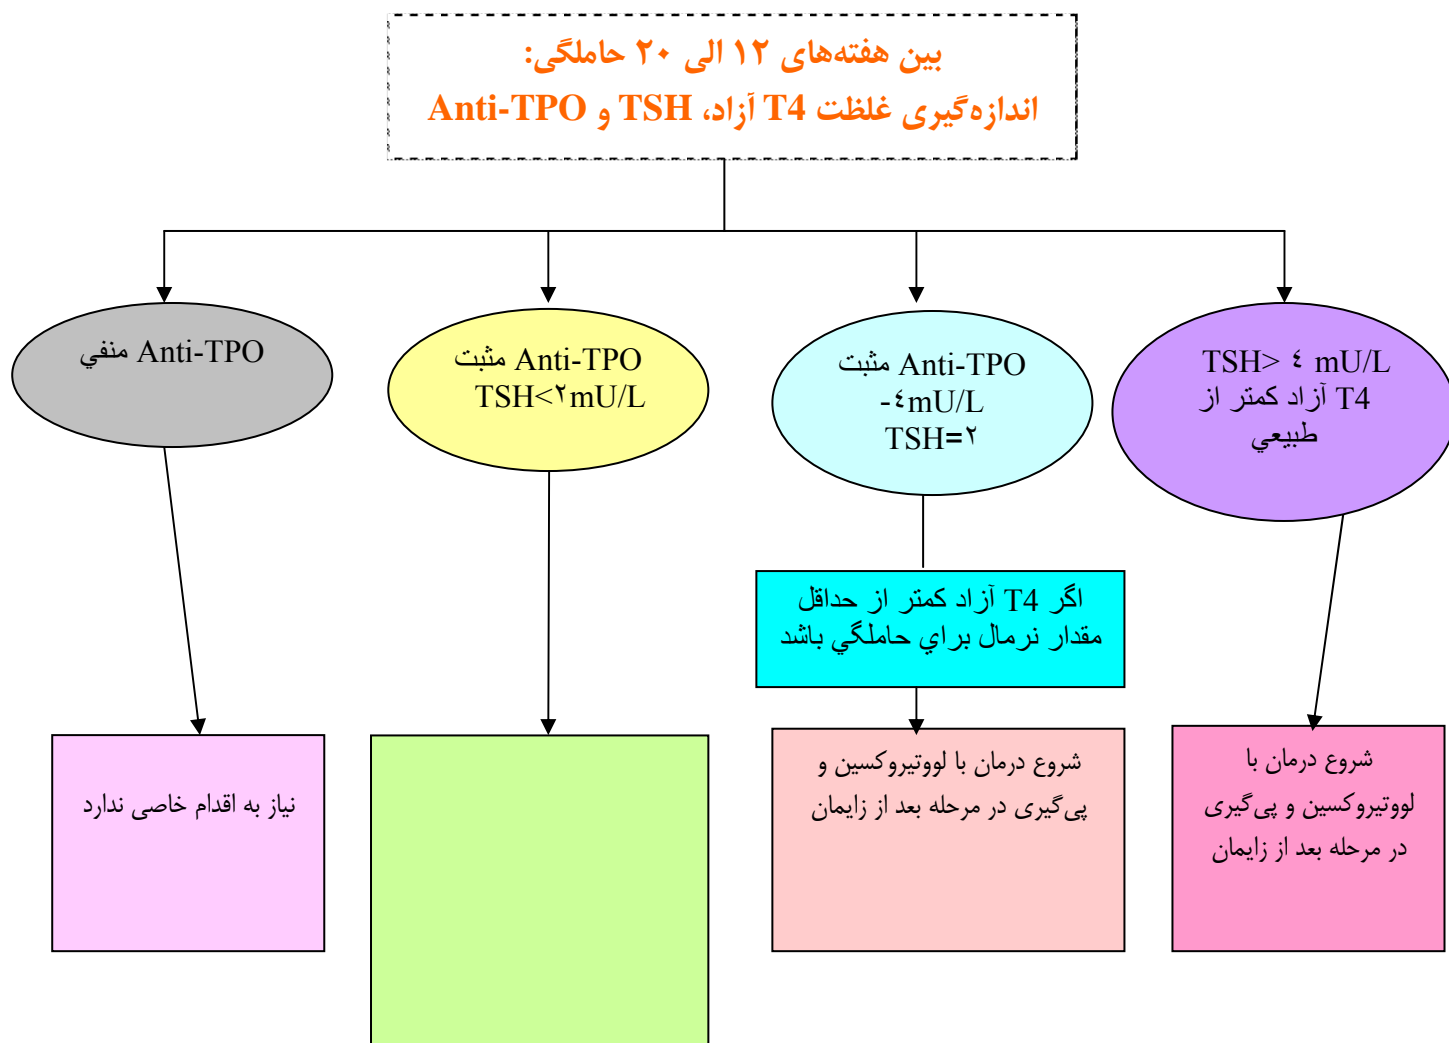 بین هفته‌های ۱۲ الی ۲۰ حاملگی:
اندازه‌گیری غلظت T4 آزاد، TSH و Anti-TPO
TSH> ٤ mU/L
T4 آزاد کمتر از
طبيعي
Anti-TPO مثبت
-٤mU/L
TSH=٢
Anti-TPO مثبت
TSH<٢mU/L
Anti-TPO منفي
اگر T4 آزاد کمتر از حداقل
مقدار نرمال براي حاملگي باشد
شروع درمان با
لووتیروکسین و پی‌گیری
در مرحله بعد از زایمان
شروع درمان با لووتیروکسین و
پی‌گیری در مرحله بعد از زایمان
نیاز به اقدام خاصی ندارد